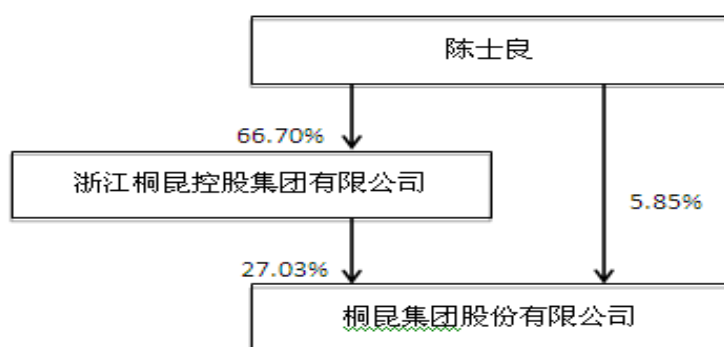 陈士良
66.70%
浙江桐昆控股集团有限公司
5.85%
27.03%
桐昆集团股份有限公司